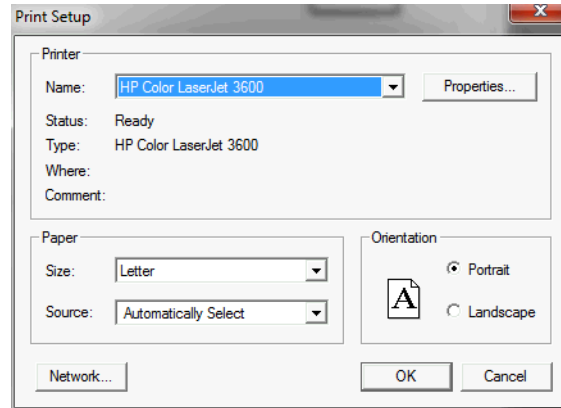 Print Setup
Printer
Name: HP Color LaserJet 3600 Properties...
Status: Ready
Type: HP Color LaserJet 3600
Where:
Comment:
Paper
Size: Letter
Source: Automatically Select
Orientation
A
Portrait
Landscape
Network... OK Cancel